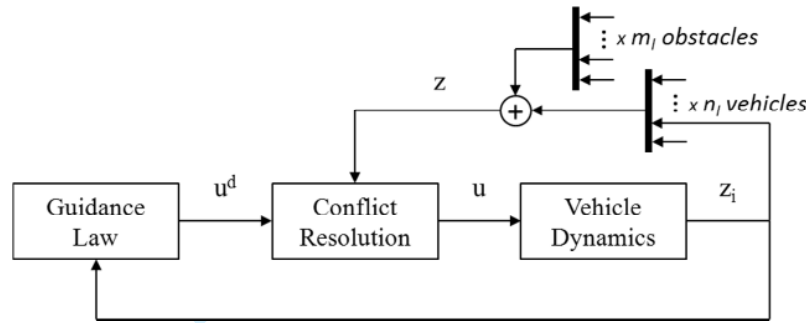 ⋮ x m_l obstacles
z
+
⋮ x n_l vehicles
Guidance
Law
u^d
Conflict
Resolution
u
Vehicle
Dynamics
z_i